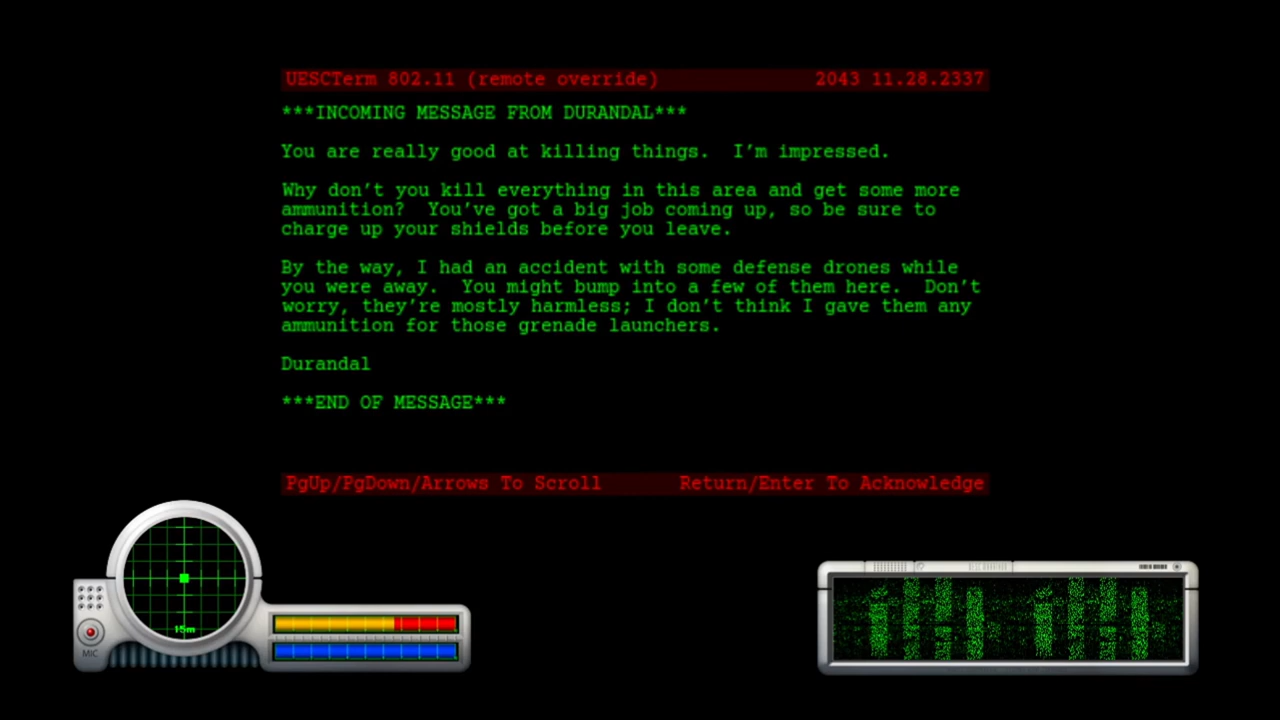 UESCTerm 802.11 (remote override) 2043 11.28.2337
***INCOMING MESSAGE FROM DURANDAL***
You are really good at killing things.  I'm impressed.
Why don't you kill everything in this area and get some more
ammunition?  You've got a big job coming up, so be sure to
charge up your shields before you leave.
By the way, I had an accident with some defense drones while
you were away.  You might bump into a few of them here.  Don't
worry, they're mostly harmless; I don't think I gave them any
ammunition for those grenade launchers.
Durandal
***END OF MESSAGE***
PgUp/PgDown/Arrows To Scroll Return/Enter To Acknowledge
15m
MIC